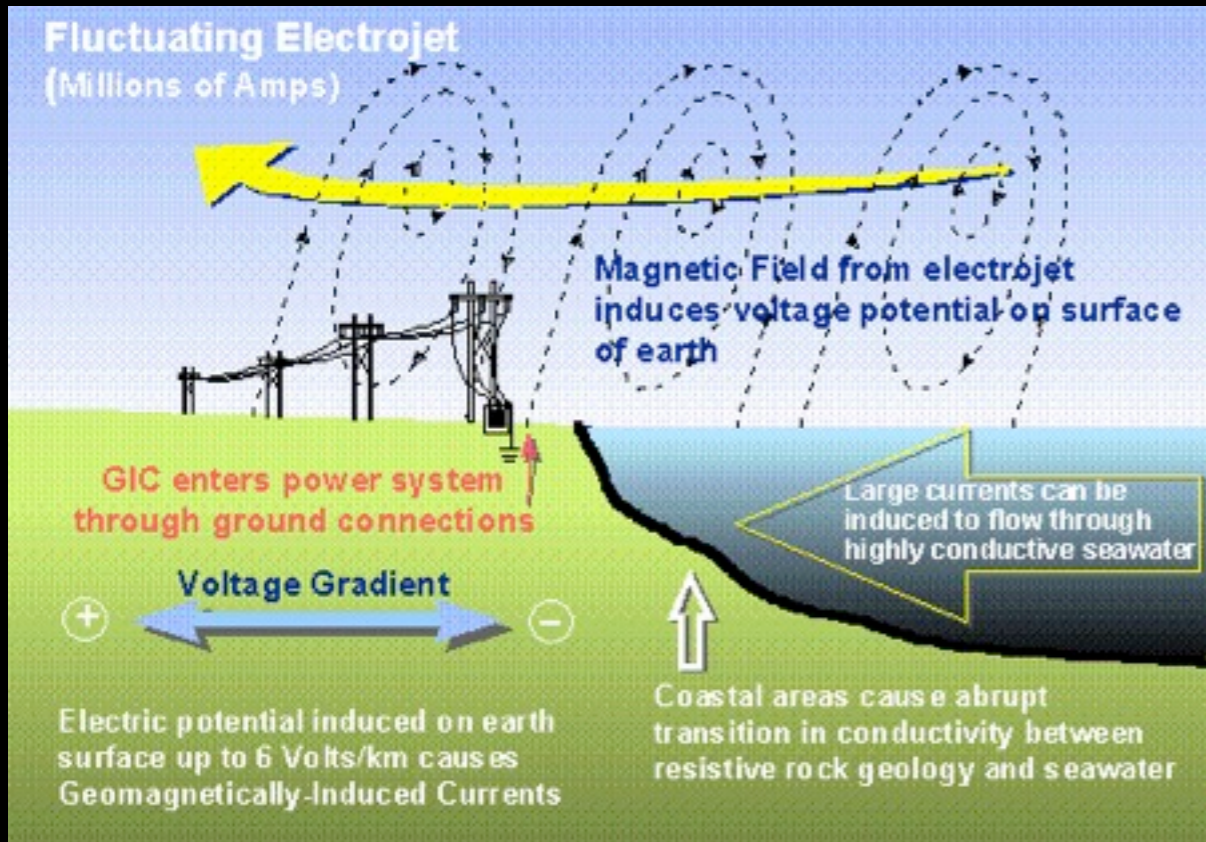 Fluctuating Electrojet
(Millions of Amps)
Magnetic Field from electrojet
induces voltage potential on surface
of earth
GIC enters power system
through ground connections
Large currents can be
induced to flow through
highly conductive seawater
Voltage Gradient
+
−
Electric potential induced on earth
surface up to 6 Volts/km causes
Geomagnetically-Induced Currents
Coastal areas cause abrupt
transition in conductivity between
resistive rock geology and seawater